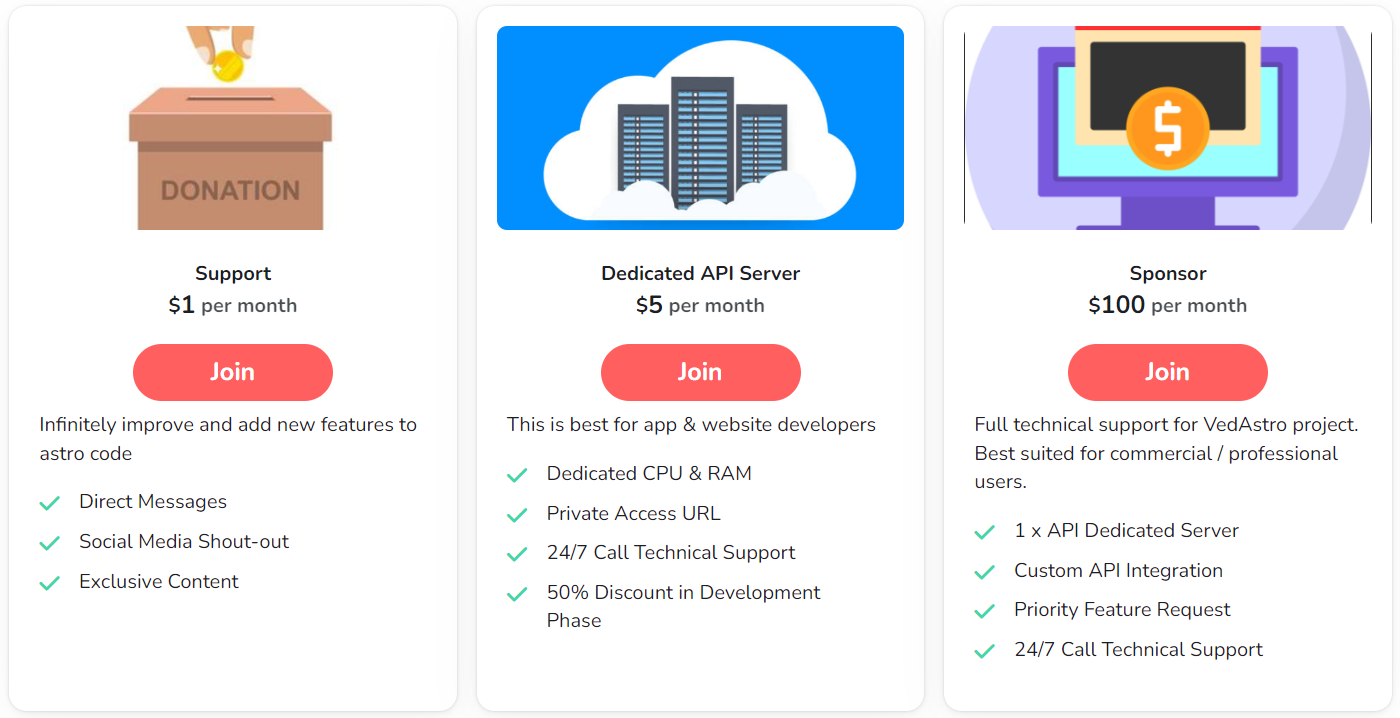 DONATION
Support
$1 per month
Join
Infinitely improve and add new features to
astro code
Direct Messages
Social Media Shout-out
Exclusive Content
Dedicated API Server
$5 per month
Join
This is best for app & website developers
Dedicated CPU & RAM
Private Access URL
24/7 Call Technical Support
50% Discount in Development
Phase
$
Sponsor
$100 per month
Join
Full technical support for VedAstro project.
Best suited for commercial / professional
users.
1 x API Dedicated Server
Custom API Integration
Priority Feature Request
24/7 Call Technical Support